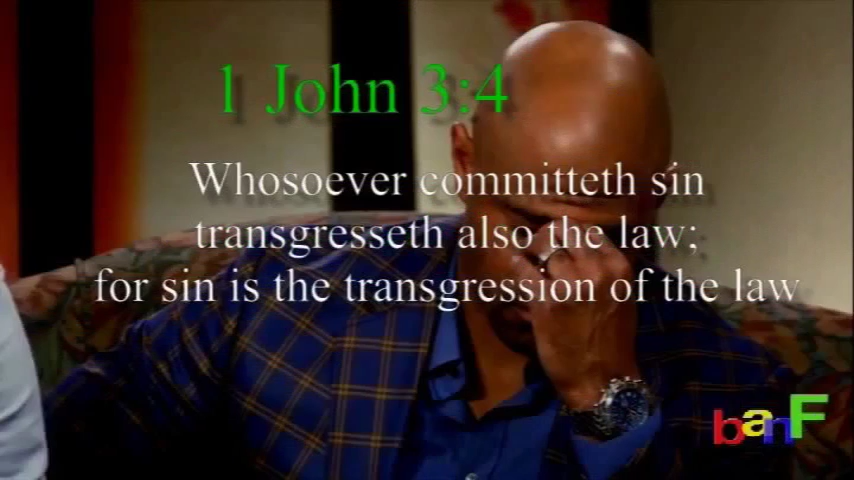 1 John 3:4
Whosoever committeth sin
transgresseth also the law;
for sin is the transgression of the law
banF